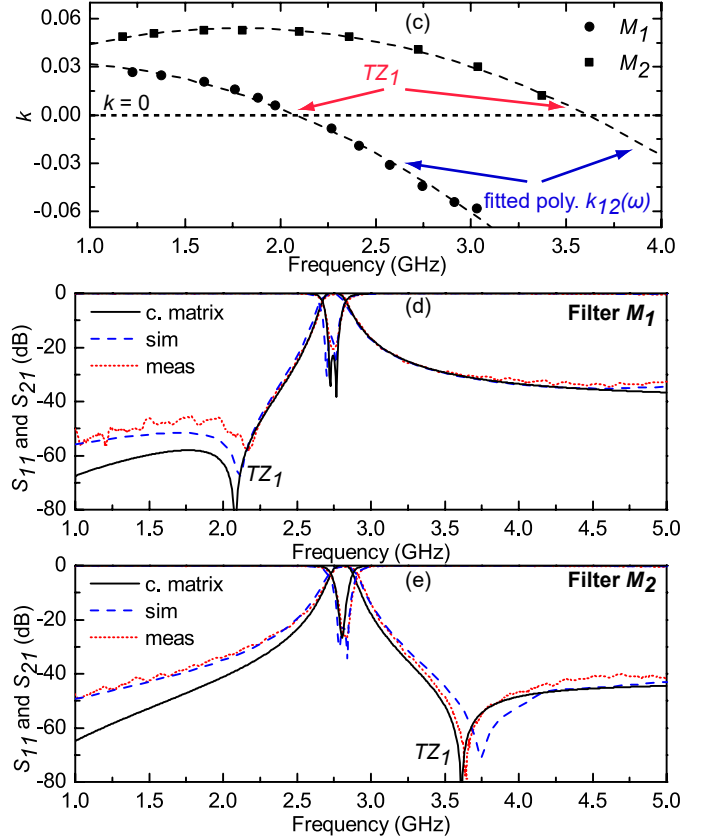 (c)
M1
M2
TZ1
k = 0
fitted poly. k12(ω)
k
0.06
0.03
0.00
-0.03
-0.06
1.0 1.5 2.0 2.5 3.0 3.5 4.0
Frequency (GHz)
(d)
Filter M1
c. matrix
sim
meas
TZ1
S11 and S21 (dB)
0
-20
-40
-60
-80
1.0 1.5 2.0 2.5 3.0 3.5 4.0 4.5 5.0
Frequency (GHz)
(e)
Filter M2
c. matrix
sim
meas
TZ1
S11 and S21 (dB)
0
-20
-40
-60
-80
1.0 1.5 2.0 2.5 3.0 3.5 4.0 4.5 5.0
Frequency (GHz)